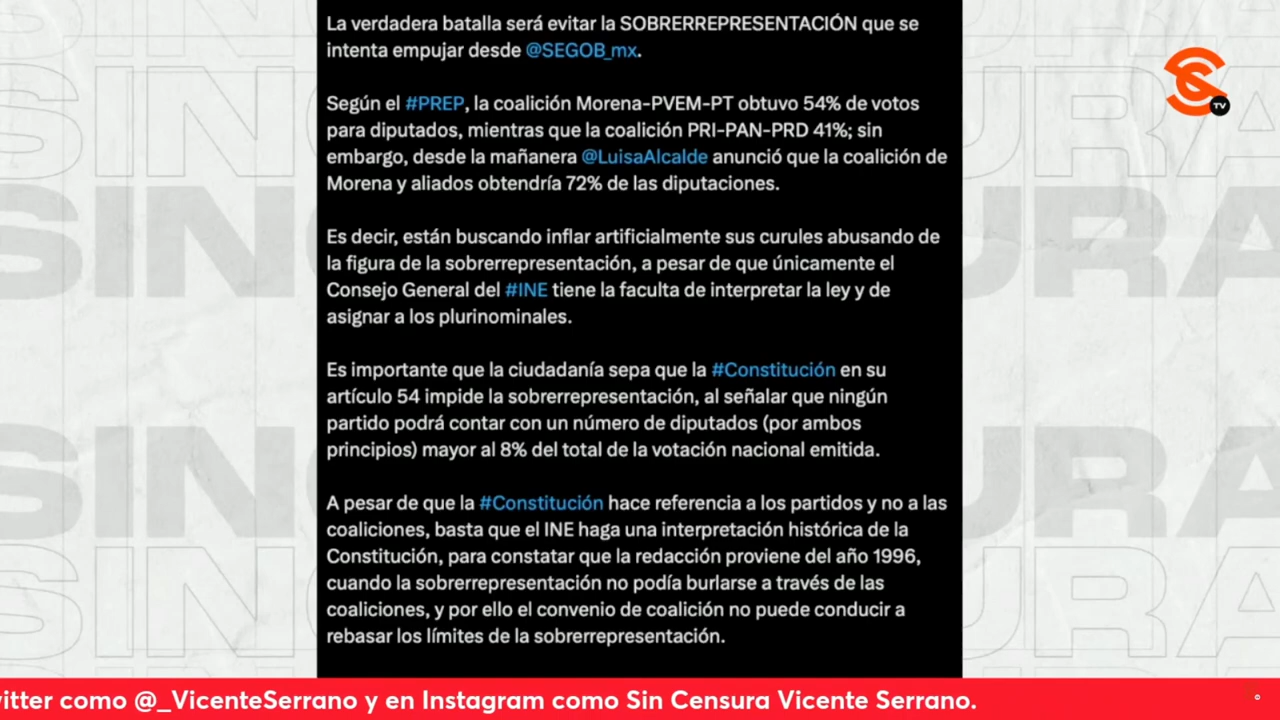 La verdadera batalla será evitar la SOBRERREPRESENTACIÓN que se
intenta empujar desde @SEGOB_mx.
Según el #PREP, la coalición Morena-PVEM-PT obtuvo 54% de votos
para diputados, mientras que la coalición PRI-PAN-PRD 41%; sin
embargo, desde la mañanera @LuisaAlcalde anunció que la coalición de
Morena y aliados obtendría 72% de las diputaciones.
Es decir, están buscando inflar artificialmente sus curules abusando de
la figura de la sobrerrepresentación, a pesar de que únicamente el
Consejo General del #INE tiene la faculta de interpretar la ley y de
asignar a los plurinominales.
Es importante que la ciudadanía sepa que la #Constitución en su
artículo 54 impide la sobrerrepresentación, al señalar que ningún
partido podrá contar con un número de diputados (por ambos
principios) mayor al 8% del total de la votación nacional emitida.
A pesar de que la #Constitución hace referencia a los partidos y no a las
coaliciones, basta que el INE haga una interpretación histórica de la
Constitución, para constatar que la redacción proviene del año 1996,
cuando la sobrerrepresentación no podía burlarse a través de las
coaliciones, y por ello el convenio de coalición no puede conducir a
rebasar los límites de la sobrerrepresentación.
TV
witter como @_VicenteSerrano y en Instagram como Sin Censura Vicente Serrano.